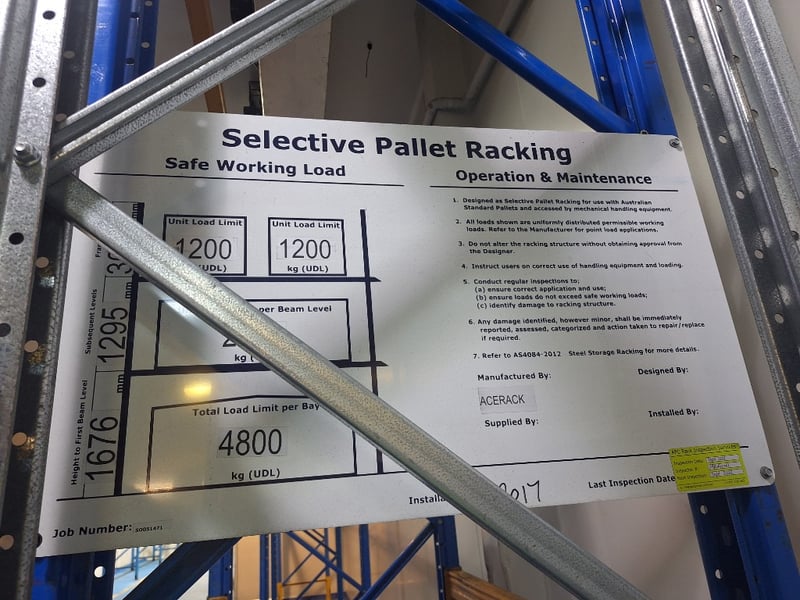 Selective Pallet Racking
Safe Working Load
Unit Load Limit
1200
kg (UDL)
Unit Load Limit
1200
kg (UDL)
per Beam Level
kg
Total Load Limit per Bay
4800
kg (UDL)
Subsequent Levels
1295
mm
Height to First Beam Level
1676
mm
Job Number:
Operation & Maintenance
1. Designed as Selective Pallet Racking for use with Australian
Standard Pallets and accessed by mechanical handling equipment.
2. All loads shown are uniformly distributed permissible working
loads. Refer to the Manufacturer for point load applications.
3. Do not alter the racking structure without obtaining approval from
the Designer.
4. Instruct users on correct use of handling equipment and loading.
5. Conduct regular inspections to;
(a) ensure correct application and use;
(b) ensure loads do not exceed safe working loads;
(c) identify damage to racking structure.
6. Any damage identified, however minor, shall be immediately
reported, assessed, categorized and action taken to repair/replace
if required.
7. Refer to AS4084-2012 Steel Storage Racking for more details.
Manufactured By:
Designed By:
ACERACK
Supplied By:
Installed By:
2017
Last Inspection Date